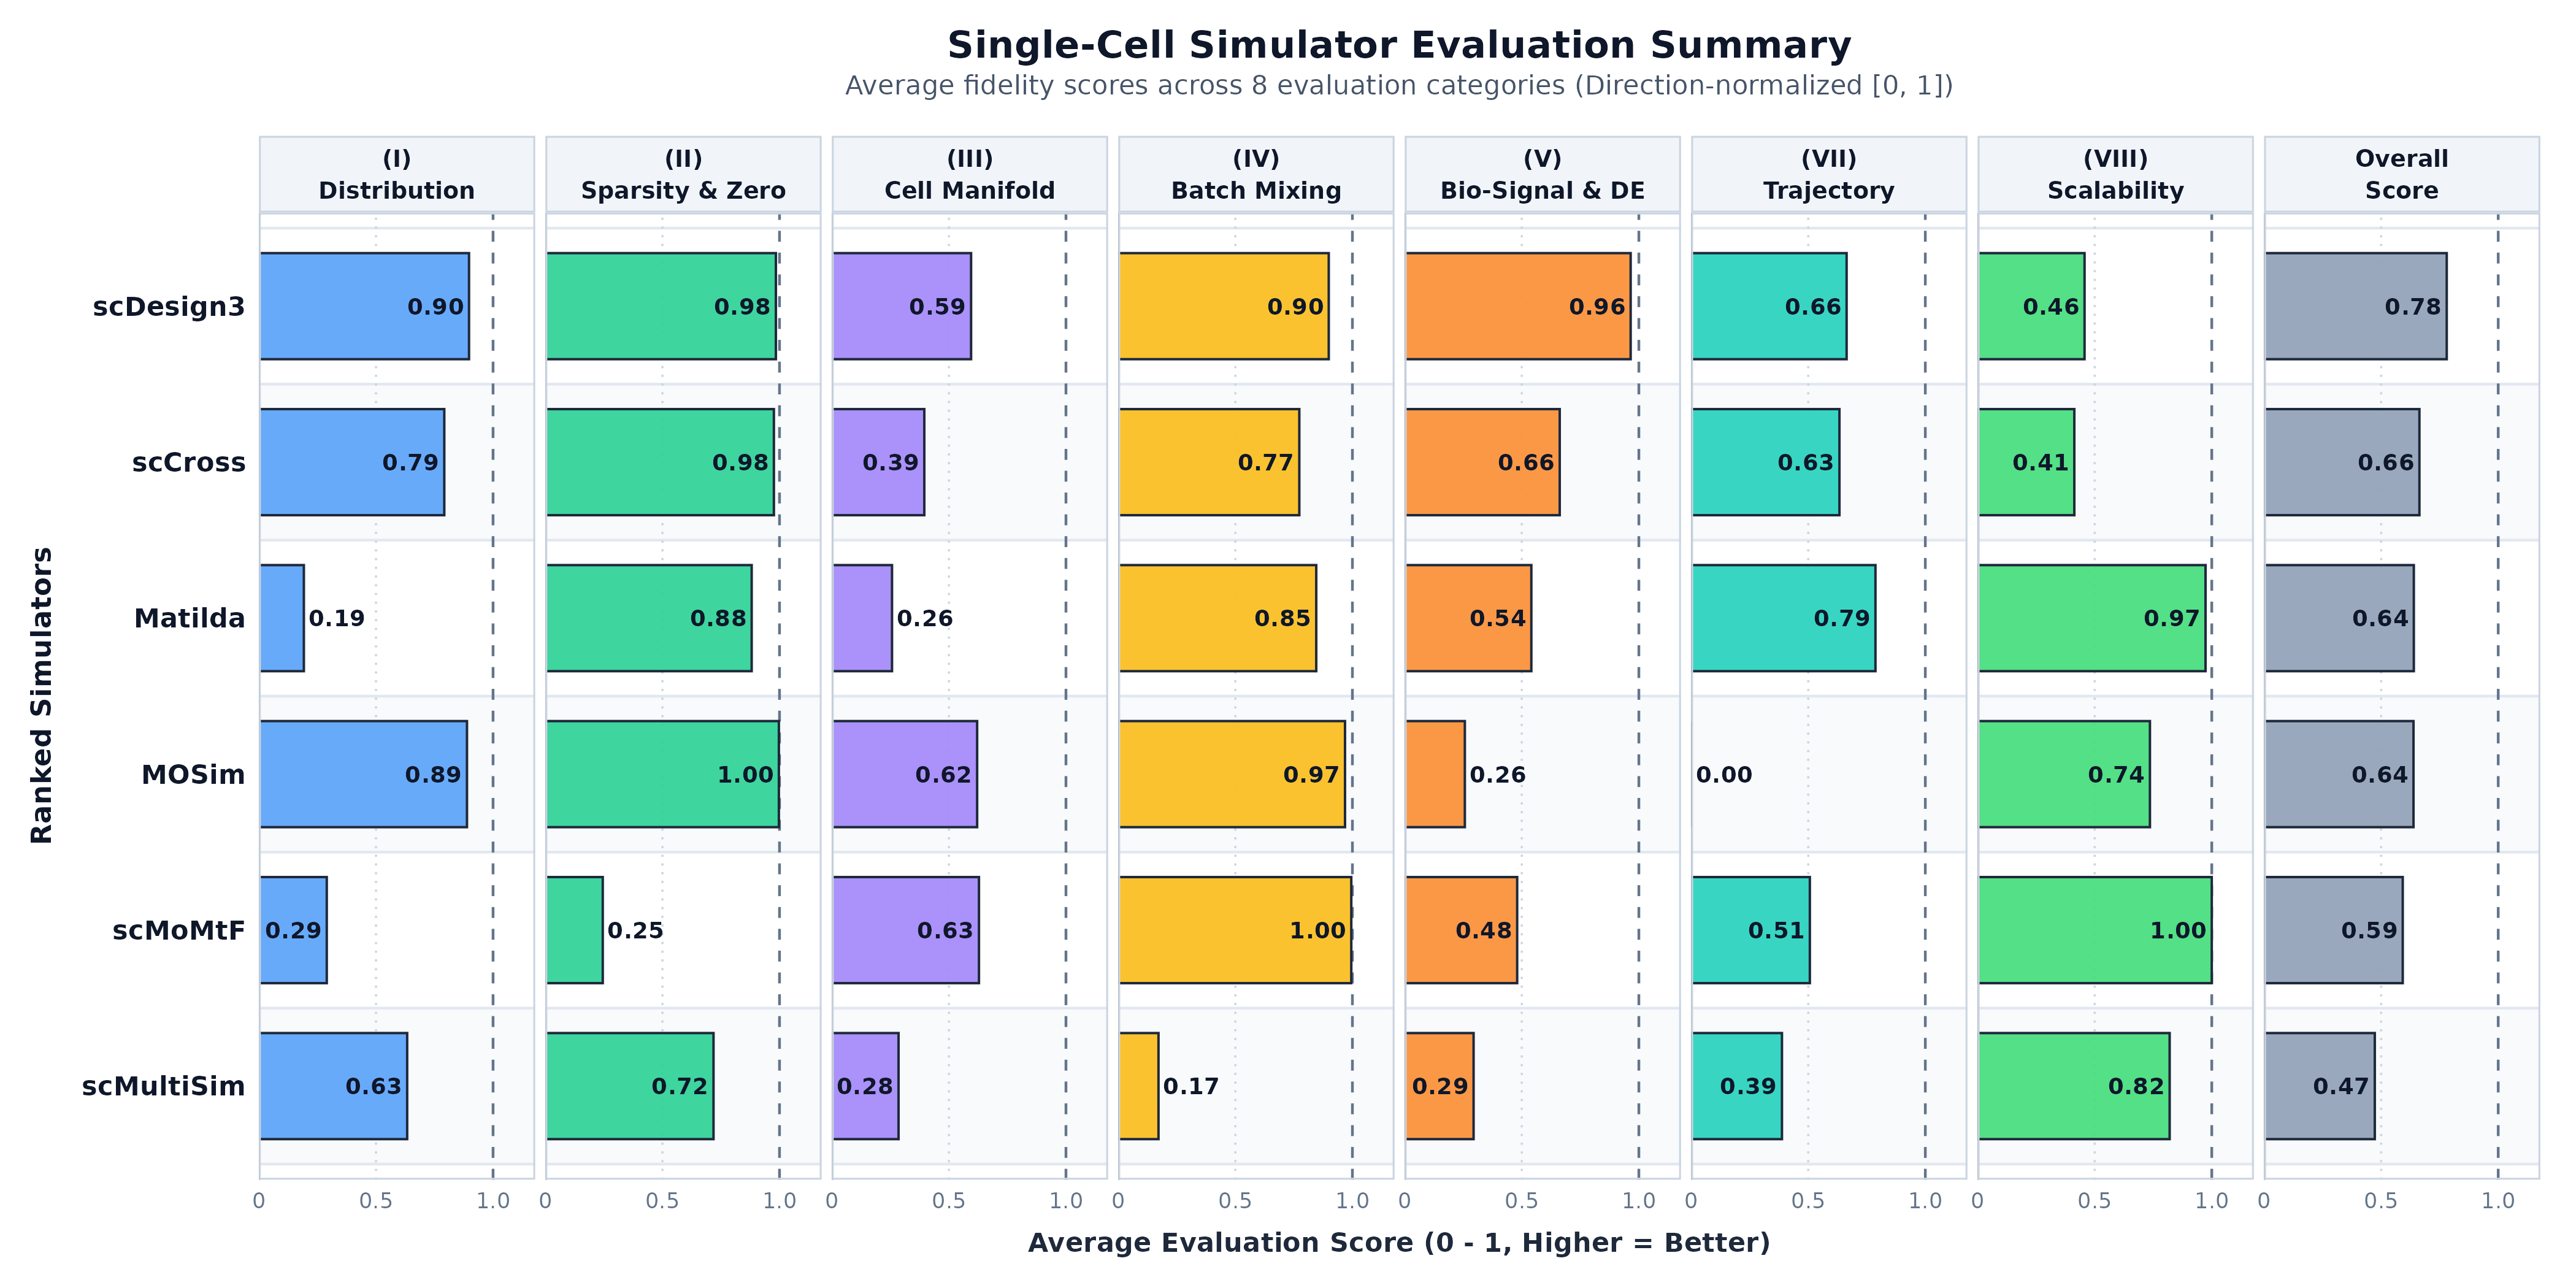 Single-Cell Simulator Evaluation Summary
Average fidelity scores across 8 evaluation categories (Direction-normalized [0, 1])
(I)
Distribution
(II)
Sparsity & Zero
(III)
Cell Manifold
(IV)
Batch Mixing
(V)
Bio-Signal & DE
(VII)
Trajectory
(VIII)
Scalability
Overall
Score
Ranked Simulators
scDesign3 0.90 0.98 0.59 0.90 0.96 0.66 0.46 0.78
scCross 0.79 0.98 0.39 0.77 0.66 0.63 0.41 0.66
Matilda 0.19 0.88 0.26 0.85 0.54 0.79 0.97 0.64
MOSim 0.89 1.00 0.62 0.97 0.26 0.00 0.74 0.64
scMoMtF 0.29 0.25 0.63 1.00 0.48 0.51 1.00 0.59
scMultiSim 0.63 0.72 0.28 0.17 0.29 0.39 0.82 0.47
0 0.5 1.0 0 0.5 1.0 0 0.5 1.0 0 0.5 1.0 0 0.5 1.0 0 0.5 1.0 0 0.5 1.0 0 0.5 1.0
Average Evaluation Score (0 - 1, Higher = Better)